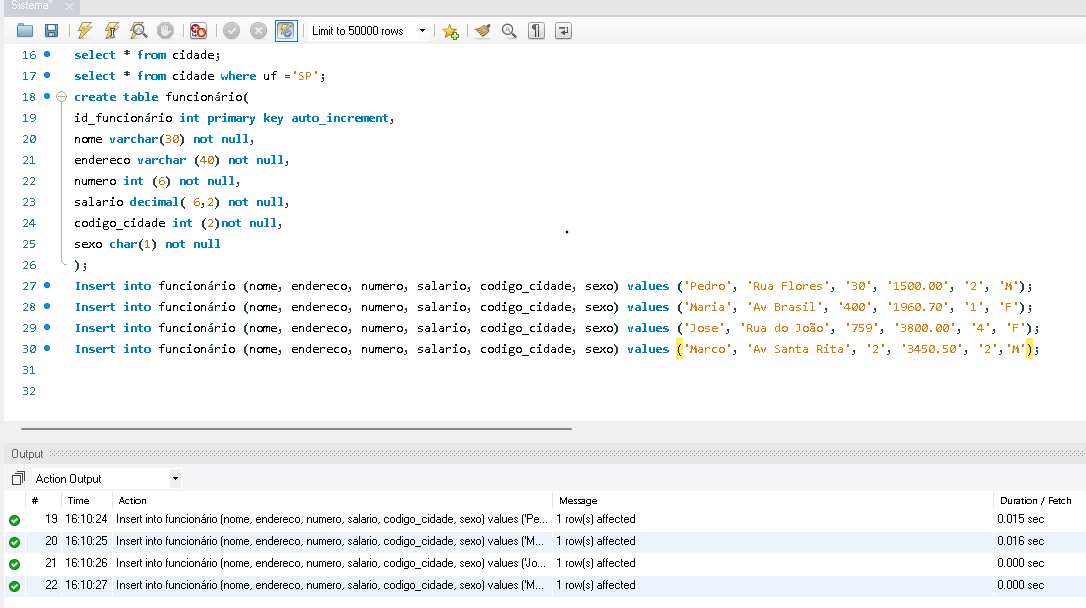 Sistema*
Limit to 50000 rows
16 select * from cidade;
17 select * from cidade where uf ='SP';
18 create table funcionário(
19 id_funcionário int primary key auto_increment,
20 nome varchar(30) not null,
21 endereco varchar (40) not null,
22 numero int (6) not null,
23 salario decimal( 6,2) not null,
24 codigo_cidade int (2)not null,
25 sexo char(1) not null
26 );
27 Insert into funcionário (nome, endereco, numero, salario, codigo_cidade, sexo) values ('Pedro', 'Rua Flores', '30', '1500.00', '2', 'M');
28 Insert into funcionário (nome, endereco, numero, salario, codigo_cidade, sexo) values ('Maria', 'Av Brasil', '400', '1960.70', '1', 'F');
29 Insert into funcionário (nome, endereco, numero, salario, codigo_cidade, sexo) values ('Jose', 'Rua do João', '759', '3800.00', '4', 'F');
30 Insert into funcionário (nome, endereco, numero, salario, codigo_cidade, sexo) values ('Marco', 'Av Santa Rita', '2', '3450.50', '2','M');
31
32
Output
Action Output
# Time Action Message Duration / Fetch
19 16:10:24 Insert into funcionário (nome, endereco, numero, salario, codigo_cidade, sexo) values ('Pe... 1 row(s) affected 0.015 sec
20 16:10:25 Insert into funcionário (nome, endereco, numero, salario, codigo_cidade, sexo) values ('M... 1 row(s) affected 0.016 sec
21 16:10:26 Insert into funcionário (nome, endereco, numero, salario, codigo_cidade, sexo) values ('Jo... 1 row(s) affected 0.000 sec
22 16:10:27 Insert into funcionário (nome, endereco, numero, salario, codigo_cidade, sexo) values ('M... 1 row(s) affected 0.000 sec